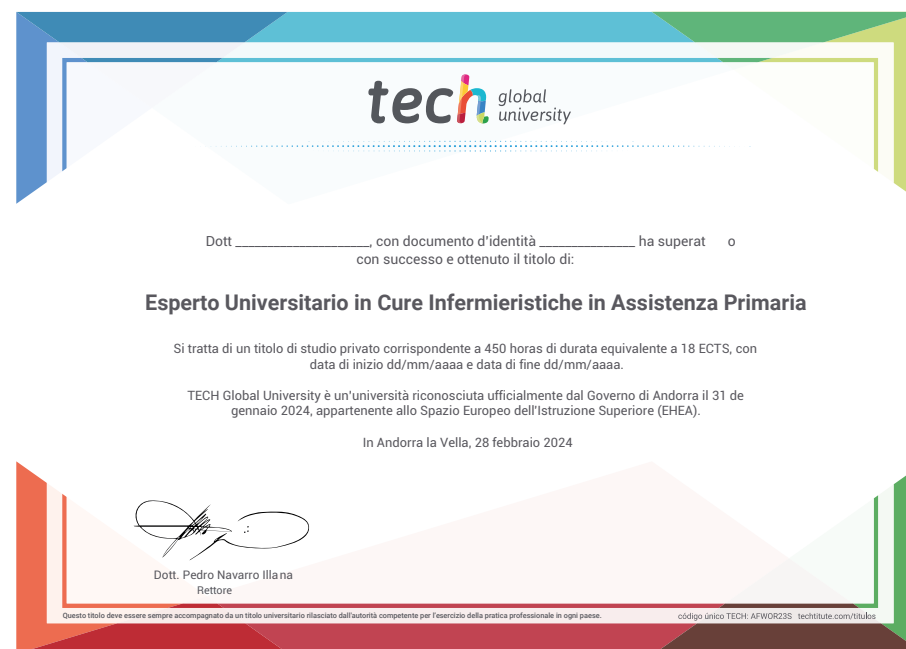 tech global
university
Dott ____________________, con documento d'identità ______________ ha superat o
con successo e ottenuto il titolo di:
Esperto Universitario in Cure Infermieristiche in Assistenza Primaria
Si tratta di un titolo di studio privato corrispondente a 450 horas di durata equivalente a 18 ECTS, con
data di inizio dd/mm/aaaa e data di fine dd/mm/aaaa.
TECH Global University è un'università riconosciuta ufficialmente dal Governo di Andorra il 31 de
gennaio 2024, appartenente allo Spazio Europeo dell'Istruzione Superiore (EHEA).
In Andorra la Vella, 28 febbraio 2024
Dott. Pedro Navarro Illana
Rettore
Questo titolo deve essere sempre accompagnato da un titolo universitario rilasciato dall'autorità competente per l'esercizio della pratica professionale in ogni paese.
código único TECH: AFWOR23S techtitute.com/titulos